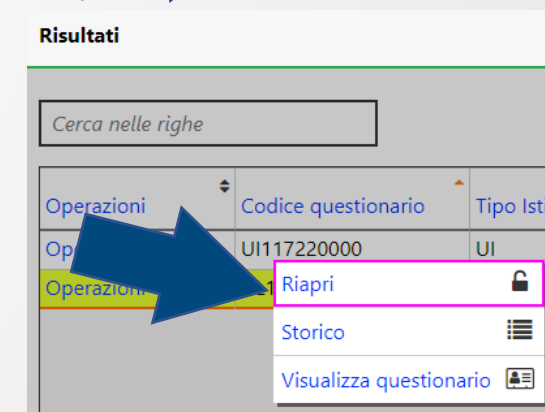 Risultati
Cerca nelle righe
Operazioni Codice questionario Tipo Ist
UI117220000 UI
Operazioni
Riapri
Storico
Visualizza questionario